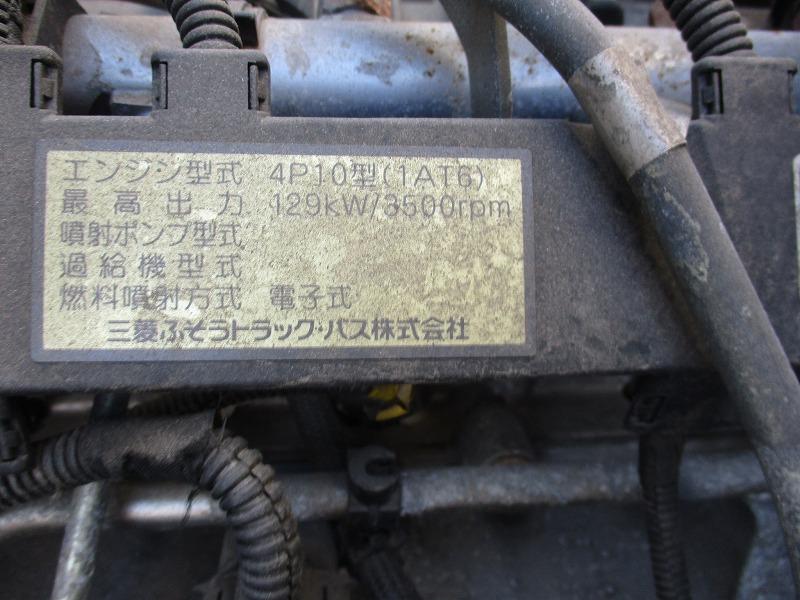 エンジン型式 4P10型(1AT6)
最高出力 129kW/3500rpm
噴射ポンプ型式
過給機型式
燃料噴射方式 電子式
三菱ふそうトラック・バス株式会社